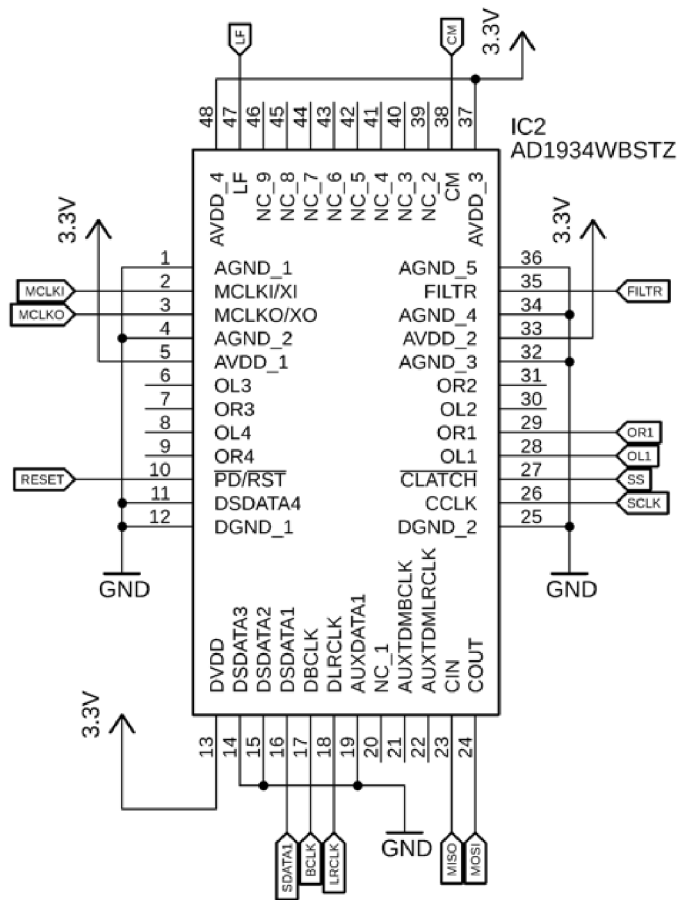 LF
CM
3.3V
48
47
46
45
44
43
42
41
40
39
38
37
IC2
AD1934WBSTZ
AVDD_4
LF
NC_9
NC_8
NC_7
NC_6
NC_5
NC_4
NC_3
NC_2
CM
AVDD_3
3.3V
3.3V
1 AGND_1 AGND_5 36
MCLKI 2 MCLKI/XI FILTR 35 FILTR
MCLKO 3 MCLKO/XO AGND_4 34
4 AGND_2 AVDD_2 33
5 AVDD_1 AGND_3 32
6 OL3 OR2 31
7 OR3 OL2 30
8 OL4 OR1 29 OR1
9 OR4 OL1 28 OL1
RESET 10 PD/RST CLATCH 27 SS
11 DSDATA4 CCLK 26 SCLK
12 DGND_1 DGND_2 25
GND
GND
DVDD
DSDATA3
DSDATA2
DSDATA1
DBCLK
DLRCLK
AUXDATA1
NC_1
AUXTDMBCLK
AUXTDMLRCLK
CIN
COUT
3.3V
13
14
15
16
17
18
19
20
21
22
23
24
GND
SDATA1
BCLK
LRCLK
MISO
MOSI